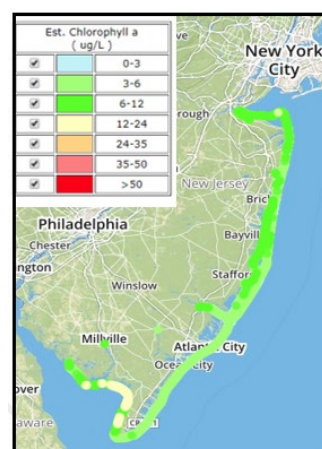 Est. Chlorophyll a
( ug/L )
0-3
3-6
6-12
12-24
24-35
35-50
>50
New York
City
New Jersey
Brick
Philadelphia
Chester
Bayvill
Staffor
Winslow
Millville
Atlantic City
Ocean City